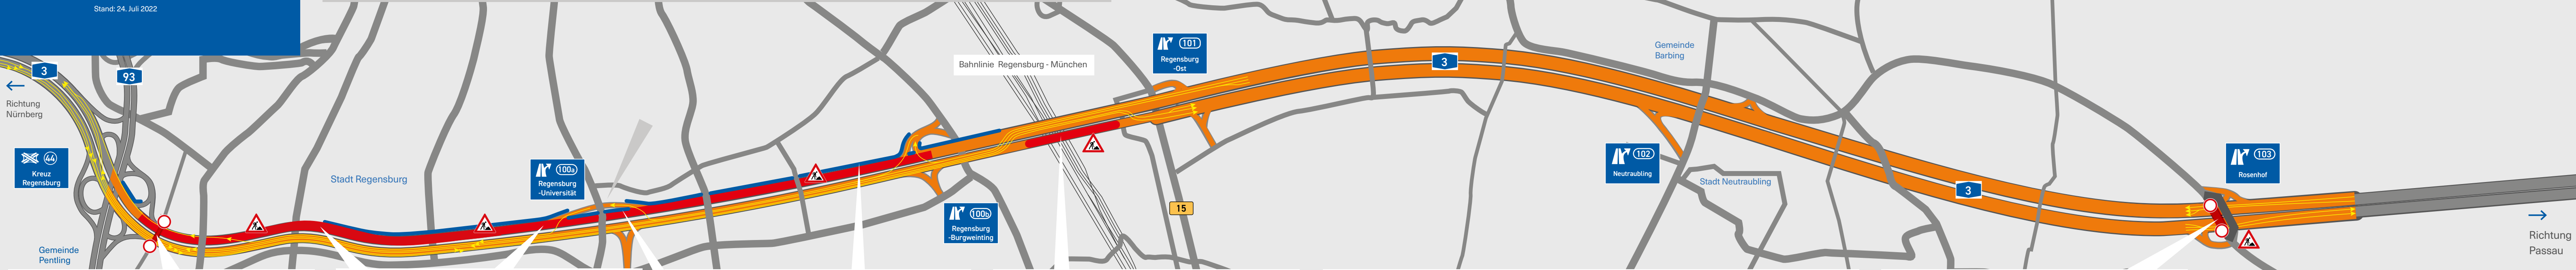 Stand: 24. Juli 2022
3
93
Richtung
Nürnberg
44
Kreuz
Regensburg
Gemeinde
Pentling
Stadt Regensburg
100a
Regensburg
-Universität
100b
Regensburg
-Burgweinting
Bahnlinie Regensburg - München
101
Regensburg
-Ost
15
3
Gemeinde
Barbing
102
Neutraubling
Stadt Neutraubling
3
103
Rosenhof
Richtung
Passau